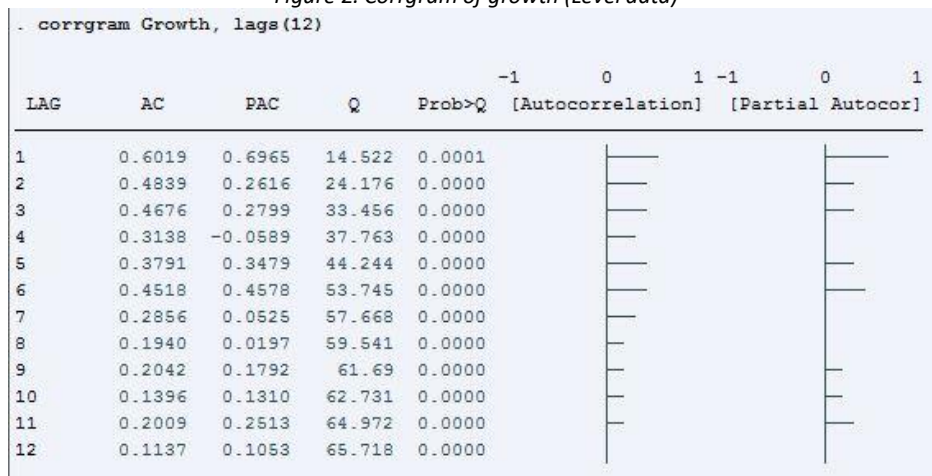 Figure 2. Corrgram of growth (Level data)
. corrgram Growth, lags(12)
-1 0 1 -1 0 1
LAG AC PAC Q Prob>Q [Autocorrelation] [Partial Autocor]
1 0.6019 0.6965 14.522 0.0001
2 0.4839 0.2616 24.176 0.0000
3 0.4676 0.2799 33.456 0.0000
4 0.3138 -0.0589 37.763 0.0000
5 0.3791 0.3479 44.244 0.0000
6 0.4518 0.4578 53.745 0.0000
7 0.2856 0.0525 57.668 0.0000
8 0.1940 0.0197 59.541 0.0000
9 0.2042 0.1792 61.69 0.0000
10 0.1396 0.1310 62.731 0.0000
11 0.2009 0.2513 64.972 0.0000
12 0.1137 0.1053 65.718 0.0000